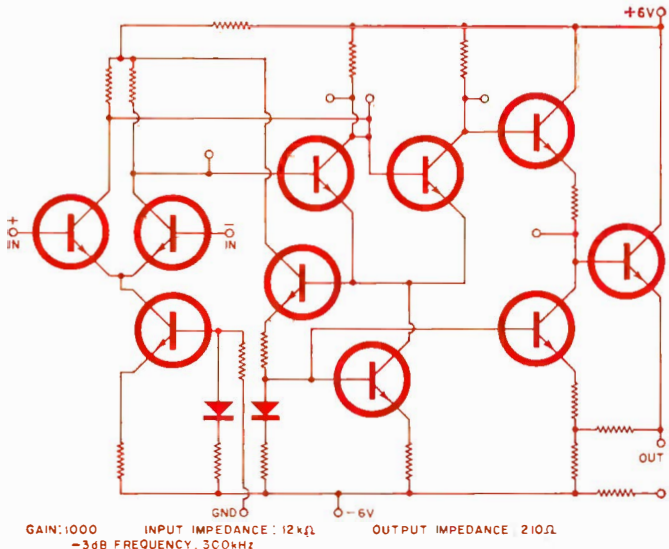 +6V
+
IN
−
IN
OUT
GND
−6V
GAIN:1000 INPUT IMPEDANCE: 12kΩ OUTPUT IMPEDANCE: 210Ω
−3dB FREQUENCY: 300kHz